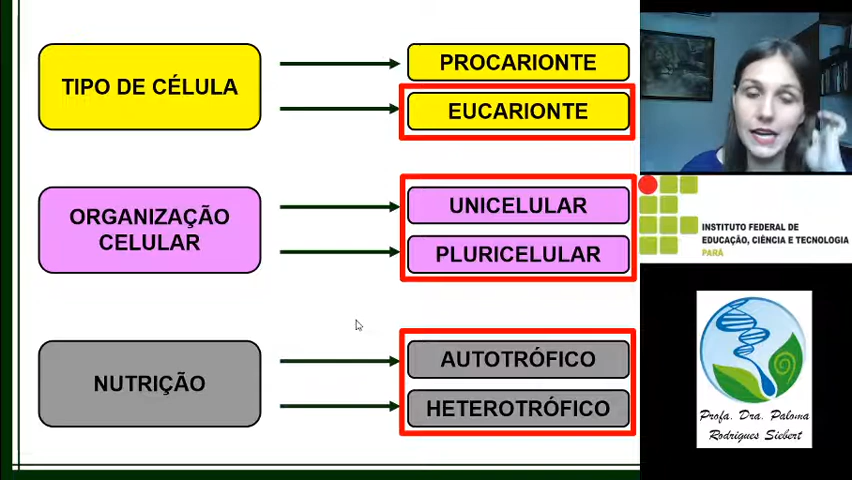 TIPO DE CÉLULA
PROCARIONTE
EUCARIONTE
ORGANIZAÇÃO
CELULAR
UNICELULAR
PLURICELULAR
NUTRIÇÃO
AUTOTRÓFICO
HETEROTRÓFICO
INSTITUTO FEDERAL DE
EDUCAÇÃO, CIÊNCIA E TECNOLOGIA
PARÁ
Profa. Dra. Paloma
Rodrigues Siebert